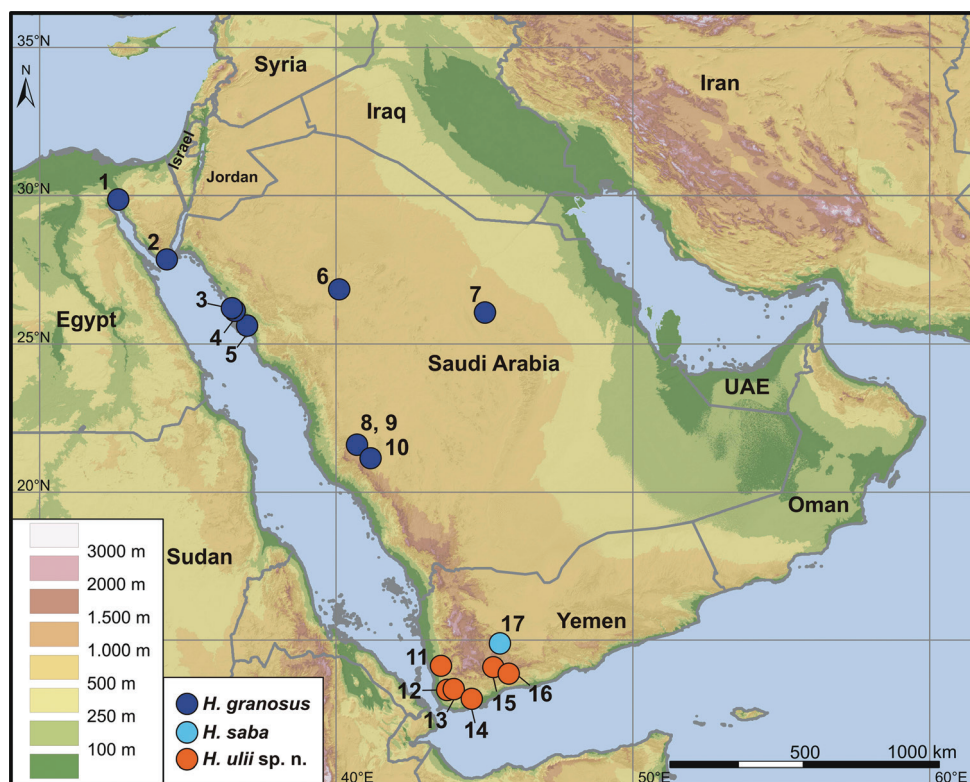 35°N
N
Syria
Iran
Iraq
Israel
Jordan
30°N
1
2
6
3
7
4
Egypt
5
25°N
Saudi Arabia
UAE
8, 9
10
20°N
Oman
3000 m
Sudan
2000 m
1.500 m
17
Yemen
1.000 m
11
500 m
12
16
15
250 m
H. granosus
13
14
H. saba
100 m
500
1000 km
H. ulii sp. n.
40°E
50°E
60°E